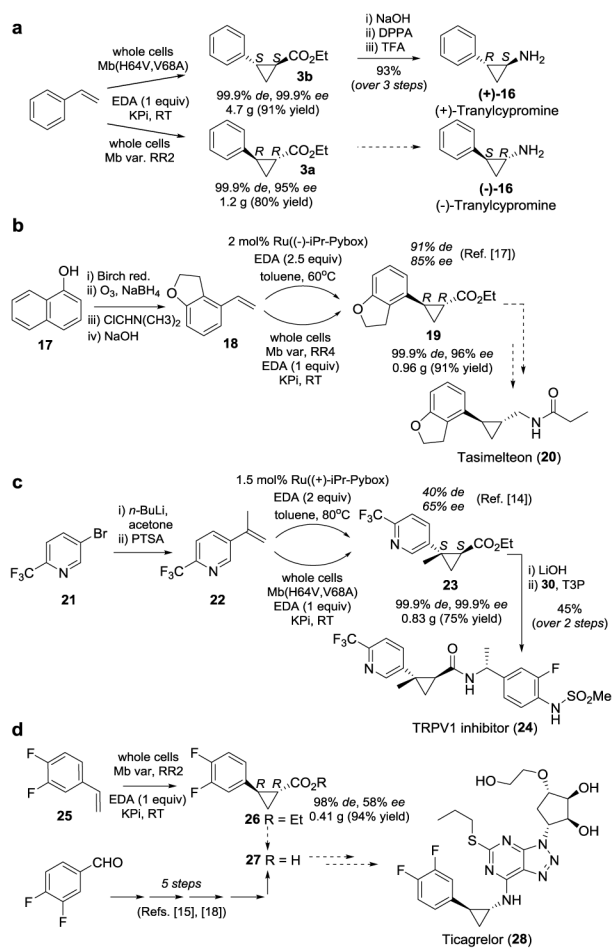 a
whole cells
Mb(H64V,V68A)
EDA (1 equiv)
KPi, RT
whole cells
Mb var. RR2
S S CO2Et
3b
99.9% de, 99.9% ee
4.7 g (91% yield)
i) NaOH
ii) DPPA
iii) TFA
93%
(over 3 steps)
R S NH2
(+)-16
(+)-Tranylcypromine
R R CO2Et
3a
99.9% de, 95% ee
1.2 g (80% yield)
S R NH2
(-)-16
(-)-Tranylcypromine
b
OH
17
i) Birch red.
ii) O3, NaBH4
iii) ClCHN(CH3)2
iv) NaOH
O
18
2 mol% Ru((-)-iPr-Pybox)
EDA (2.5 equiv)
toluene, 60oC
whole cells
Mb var, RR4
EDA (1 equiv)
KPi, RT
91% de
85% ee
(Ref. [17])
O
R R CO2Et
19
99.9% de, 96% ee
0.96 g (91% yield)
O
O
N
H
Tasimelteon (20)
c
Br
F3C N
21
i) n-BuLi,
acetone
ii) PTSA
F3C N
22
1.5 mol% Ru((+)-iPr-Pybox)
EDA (2 equiv)
toluene, 80oC
whole cells
Mb(H64V,V68A)
EDA (1 equiv)
KPi, RT
40% de
65% ee
(Ref. [14])
F3C
N
S S CO2Et
23
99.9% de, 99.9% ee
0.83 g (75% yield)
i) LiOH
ii) 30, T3P
45%
(over 2 steps)
F3C
N
O
N
H
F
NH
SO2Me
TRPV1 inhibitor (24)
d
F
F
25
whole cells
Mb var, RR2
EDA (1 equiv)
KPi, RT
F
F
R R CO2R
26 R = Et
98% de, 58% ee
0.41 g (94% yield)
27 R = H
CHO
F
F
5 steps
(Refs. [15], [18])
HO
O
OH
OH
S
N
N
N
N
N
NH
F
F
Ticagrelor (28)